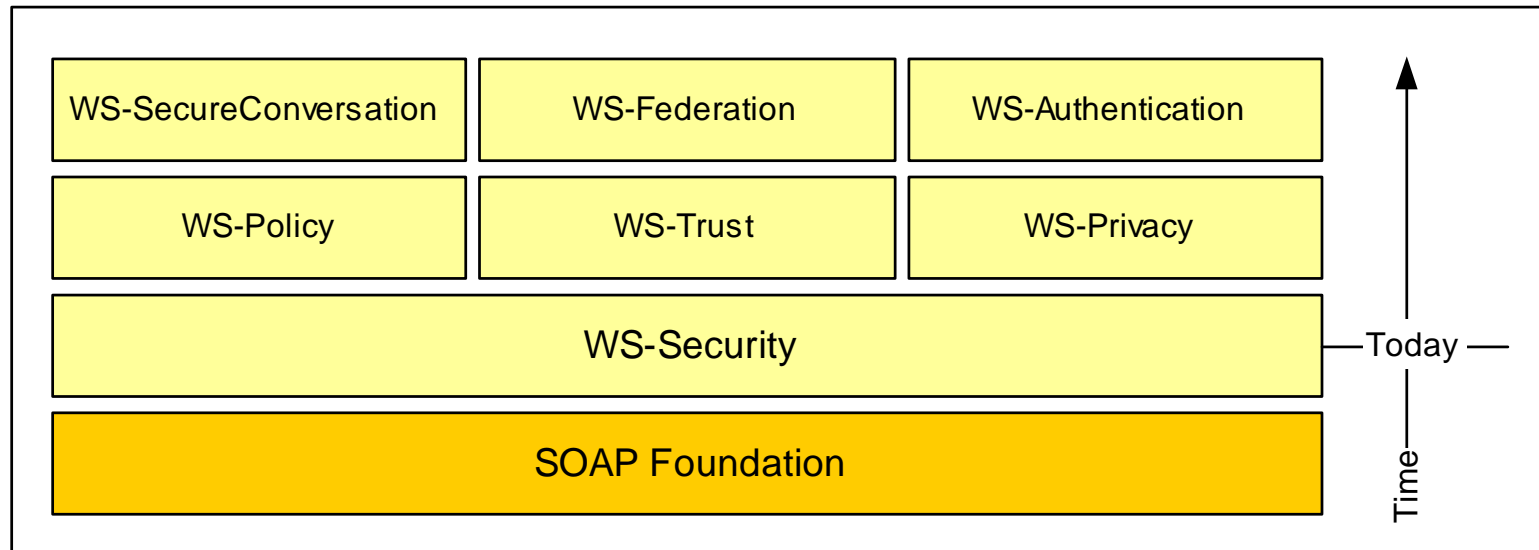 WS-SecureConversation
WS-Federation
WS-Authentication
WS-Policy
WS-Trust
WS-Privacy
WS-Security
Today
SOAP Foundation
Time